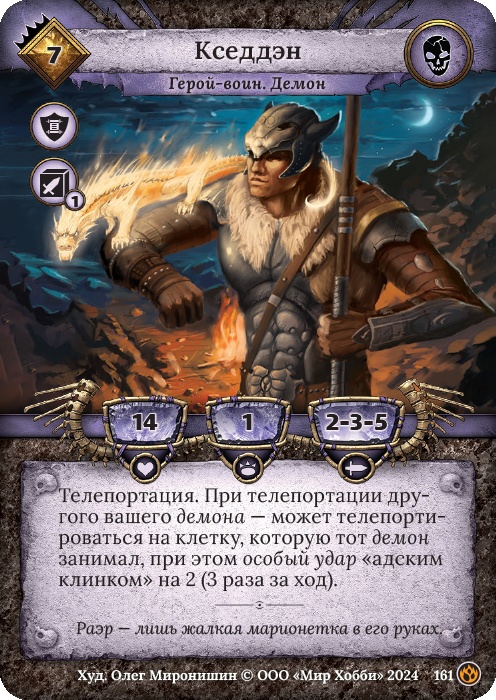 7
Кседдэн
Герой-воин. Демон
1
14
1
2-3-5
Телепортация. При телепортации дру-
гого вашего демона — может телепорти-
роваться на клетку, которую тот демон
занимал, при этом особый удар «адским
клинком» на 2 (3 раза за ход).
Раэр — лишь жалкая марионетка в его руках.
Худ. Олег Миронишин © ООО «Мир Хобби» 2024 161